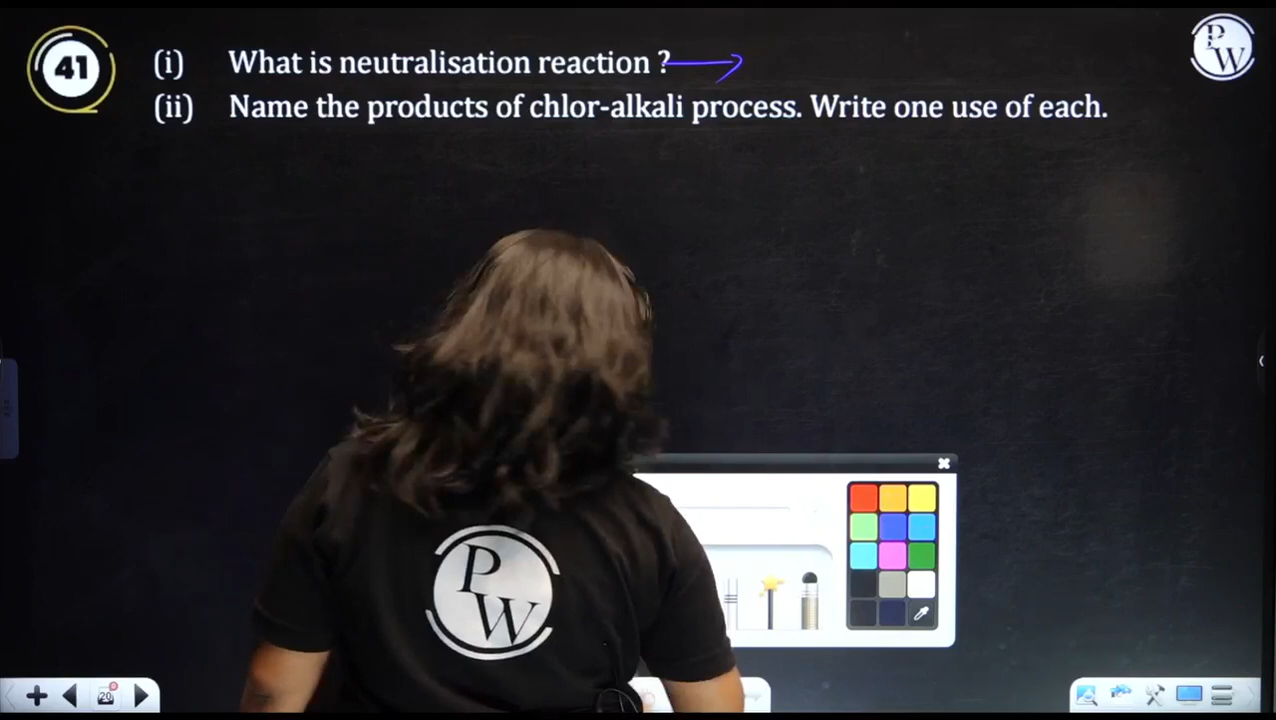 41 (i) What is neutralisation reaction ?
(ii) Name the products of chlor-alkali process. Write one use of each.
PW
PW
20